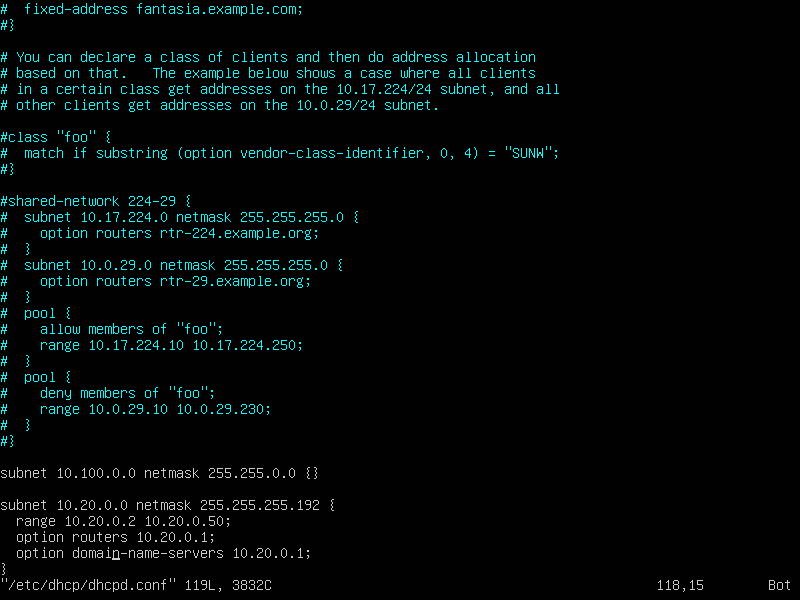 #  fixed-address fantasia.example.com;
#}
# You can declare a class of clients and then do address allocation
# based on that.   The example below shows a case where all clients
# in a certain class get addresses on the 10.17.224/24 subnet, and all
# other clients get addresses on the 10.0.29/24 subnet.
#class "foo" {
#  match if substring (option vendor-class-identifier, 0, 4) = "SUNW";
#}
#shared-network 224-29 {
#  subnet 10.17.224.0 netmask 255.255.255.0 {
#    option routers rtr-224.example.org;
#  }
#  subnet 10.0.29.0 netmask 255.255.255.0 {
#    option routers rtr-29.example.org;
#  }
#  pool {
#    allow members of "foo";
#    range 10.17.224.10 10.17.224.250;
#  }
#  pool {
#    deny members of "foo";
#    range 10.0.29.10 10.0.29.230;
#  }
#}
subnet 10.100.0.0 netmask 255.255.0.0 {}
subnet 10.20.0.0 netmask 255.255.255.192 {
  range 10.20.0.2 10.20.0.50;
  option routers 10.20.0.1;
  option domain-name-servers 10.20.0.1;
}
"/etc/dhcp/dhcpd.conf" 119L, 3832C 118,15 Bot